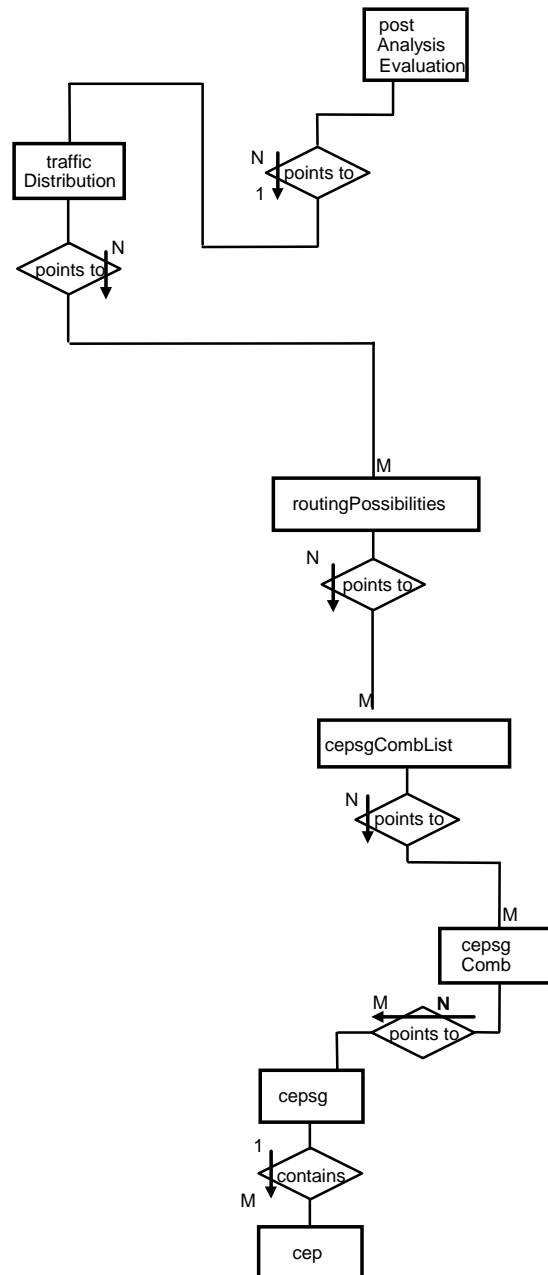 post
Analysis
Evaluation
N
points to
1
traffic
Distribution
N
points to
M
routingPossibilities
N
points to
M
cepsgCombList
N
points to
M
cepsg
Comb
M
N
points to
cepsg
1
contains
M
cep